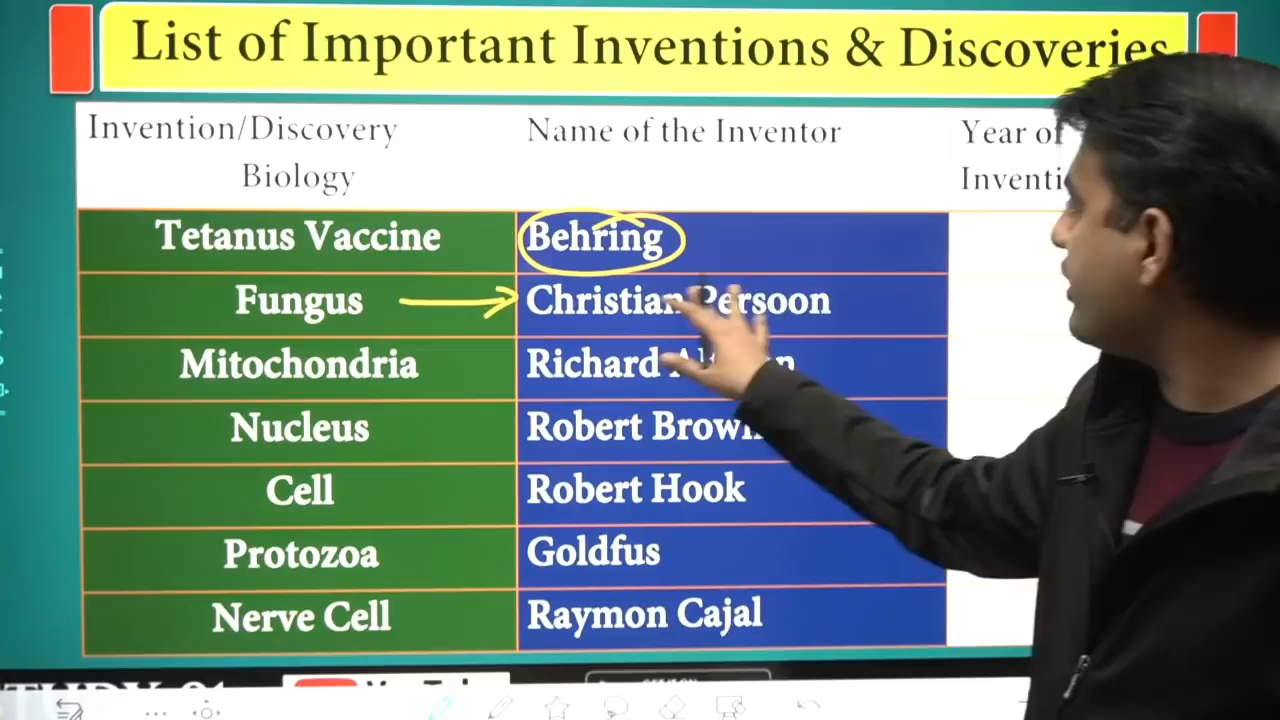 List of Important Inventions & Discoveries
Invention/Discovery Name of the Inventor Year of
Biology
Tetanus Vaccine Behring
Fungus Christian Persoon
Mitochondria Richard
Nucleus Robert Brown
Cell Robert Hook
Protozoa Goldfus
Nerve Cell Raymon Cajal